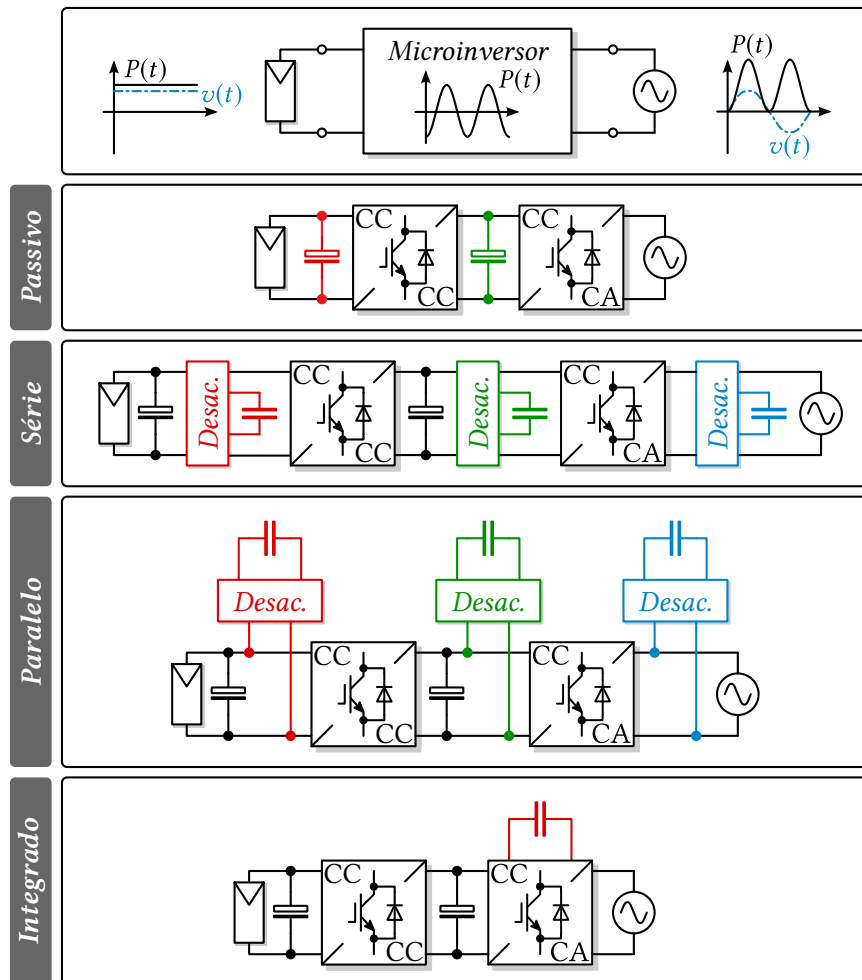 Microinversor
P(t)
v(t)
P(t)
P(t)
v(t)
Passivo
CC
CC
CC
CA
Série
Desac.
CC
CC
Desac.
CC
CA
Desac.
Paralelo
Desac.
Desac.
Desac.
CC
CC
CC
CA
Integrado
CC
CC
CC
CA